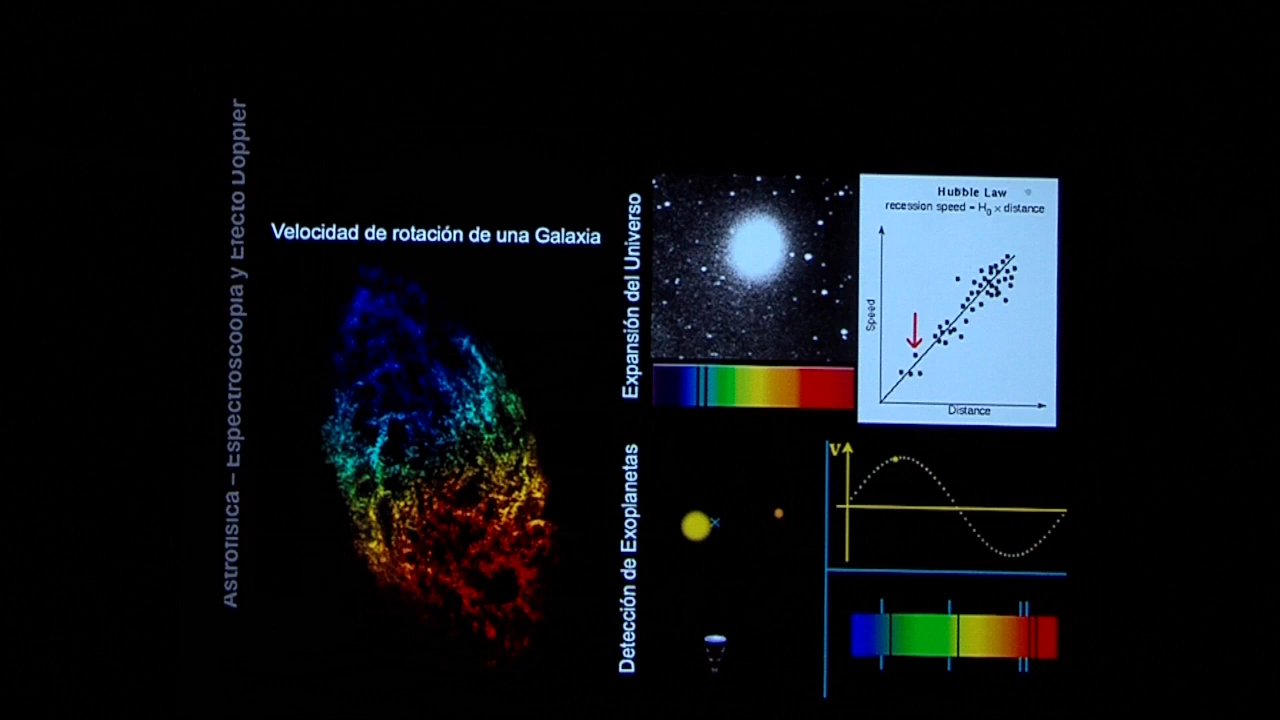 Astrofísica – Espectroscopía y Efecto Doppler
Velocidad de rotación de una Galaxia
Expansión del Universo
Hubble Law
recession speed = H0 × distance
Speed
Distance
Detección de Exoplanetas
V